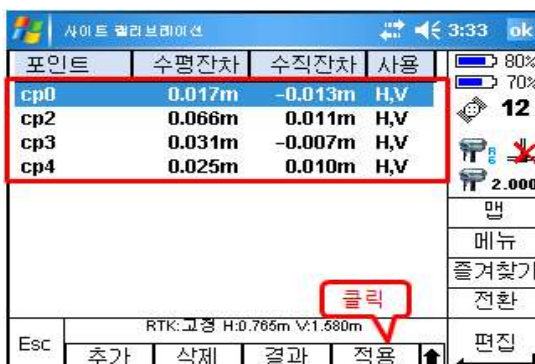 사이트 캘리브레이션 3:33 ok
포인트 수평잔차 수직잔차 사용 80%
70%
cp0 0.017m -0.013m H,V
cp2 0.066m 0.011m H,V 12
cp3 0.031m -0.007m H,V
cp4 0.025m 0.010m H,V
2.000
맵
메뉴
즐겨찾기
클릭
전환
RTK:고정 H:0.765m V:1.580m
Esc 추가 삭제 결과 적용 편집